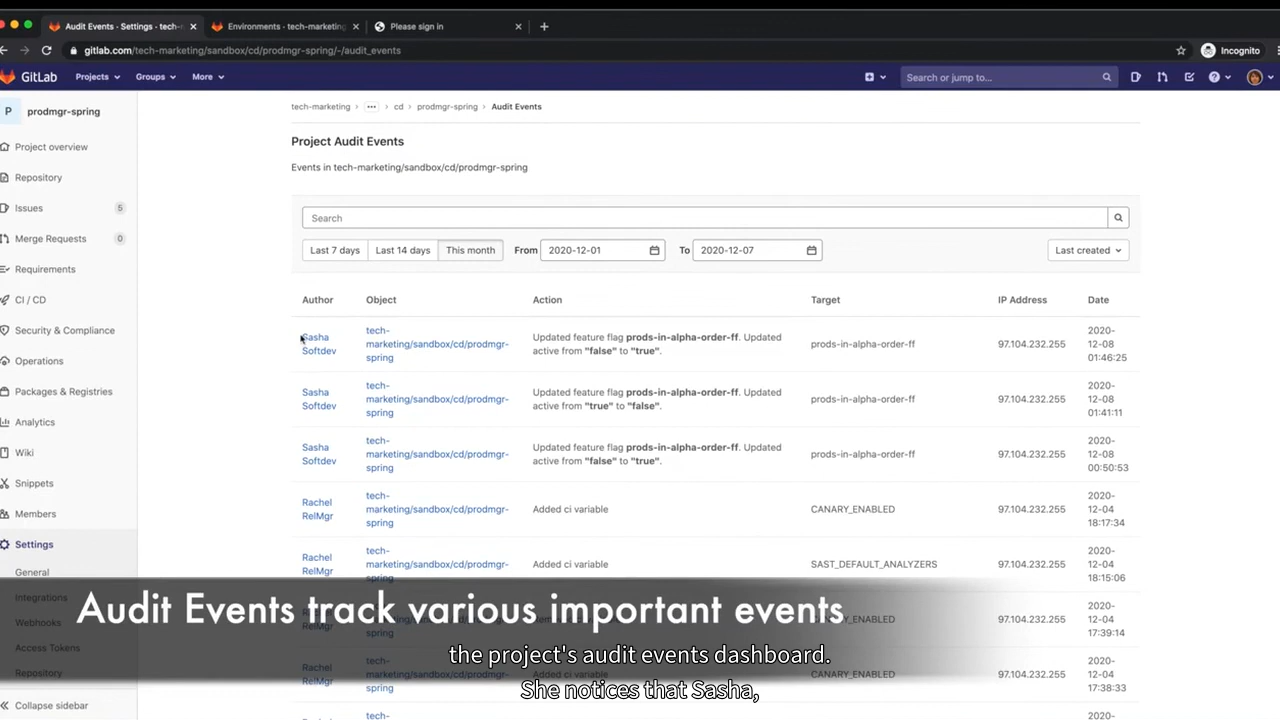 Audit Events · Settings · tech-
Environments · tech-marketing
Please sign in
gitlab.com/tech-marketing/sandbox/cd/prodmgr-spring/-/audit_events
Incognito
GitLab
Projects
Groups
More
Search or jump to...
P
prodmgr-spring
Project overview
Repository
Issues
5
Merge Requests
0
Requirements
CI / CD
Security & Compliance
Operations
Packages & Registries
Analytics
Wiki
Snippets
Members
Settings
General
Integrations
Webhooks
Access Tokens
Repository
Collapse sidebar
tech-marketing › ••• › cd › prodmgr-spring › Audit Events
Project Audit Events
Events in tech-marketing/sandbox/cd/prodmgr-spring
Search
Last 7 days
Last 14 days
This month
From
2020-12-01
To
2020-12-07
Last created
Author
Object
Action
Target
IP Address
Date
Sasha
Softdev
tech-
marketing/sandbox/cd/prodmgr-
spring
Updated feature flag prods-in-alpha-order-ff. Updated
active from "false" to "true".
prods-in-alpha-order-ff
97.104.232.255
2020-
12-08
01:46:25
Sasha
Softdev
tech-
marketing/sandbox/cd/prodmgr-
spring
Updated feature flag prods-in-alpha-order-ff. Updated
active from "true" to "false".
prods-in-alpha-order-ff
97.104.232.255
2020-
12-08
01:41:11
Sasha
Softdev
tech-
marketing/sandbox/cd/prodmgr-
spring
Updated feature flag prods-in-alpha-order-ff. Updated
active from "false" to "true".
prods-in-alpha-order-ff
97.104.232.255
2020-
12-08
00:50:53
Rachel
RelMgr
tech-
marketing/sandbox/cd/prodmgr-
spring
Added ci variable
CANARY_ENABLED
97.104.232.255
2020-
12-04
18:17:34
Rachel
RelMgr
tech-
marketing/sandbox/cd/prodmgr-
spring
Added ci variable
SAST_DEFAULT_ANALYZERS
97.104.232.255
2020-
12-04
18:15:06
RelMgr
spring
CANARY_ENABLED
97.104.232.255
2020-
12-04
17:39:14
Rachel
RelMgr
tech-
marketing/sandbox/cd/prodmgr-
spring
Added ci variable
CANARY_ENABLED
97.104.232.255
2020-
12-04
17:38:33
tech-
2020-
Audit Events track various important events
the project's audit events dashboard.
She notices that Sasha,